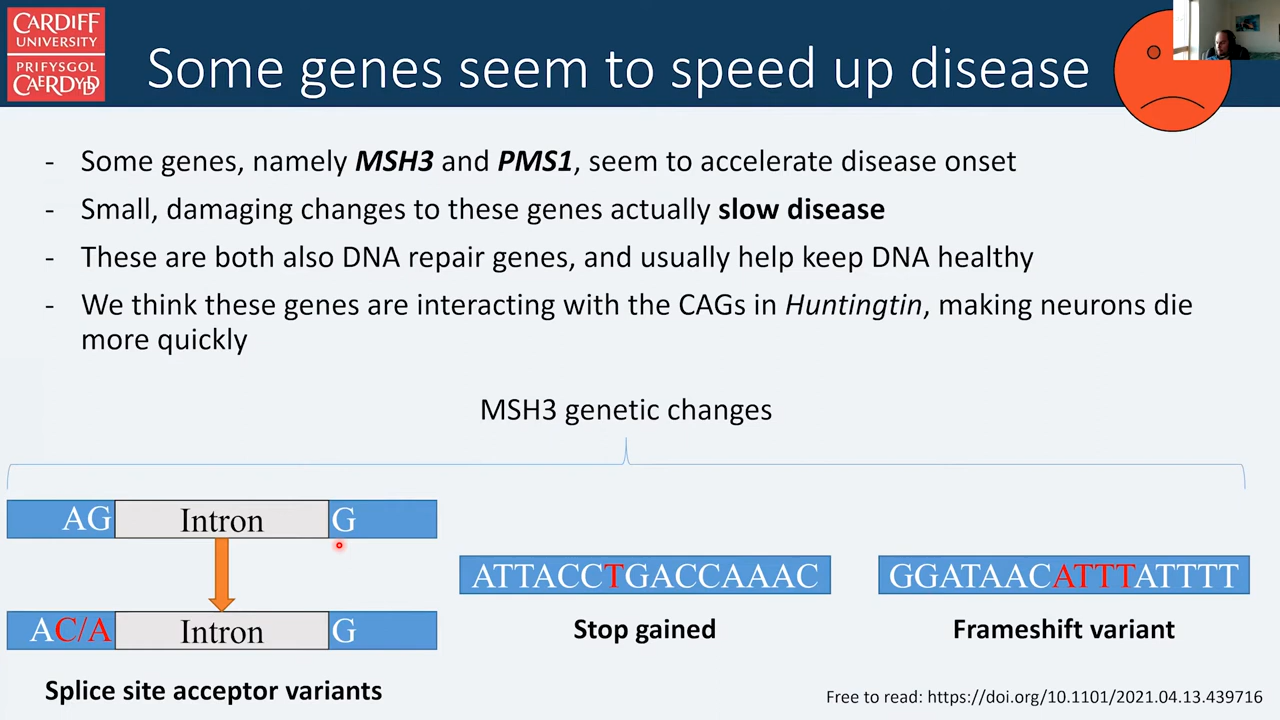 CARDIFF
UNIVERSITY
PRIFYSGOL
CAERDYDD
Some genes seem to speed up disease
- Some genes, namely MSH3 and PMS1, seem to accelerate disease onset
- Small, damaging changes to these genes actually slow disease
- These are both also DNA repair genes, and usually help keep DNA healthy
- We think these genes are interacting with the CAGs in Huntingtin, making neurons die
more quickly
MSH3 genetic changes
AG Intron G
AC/A Intron G
Splice site acceptor variants
ATTACCTGACCAAAC
Stop gained
GGATAACATTTATTTT
Frameshift variant
Free to read: https://doi.org/10.1101/2021.04.13.439716